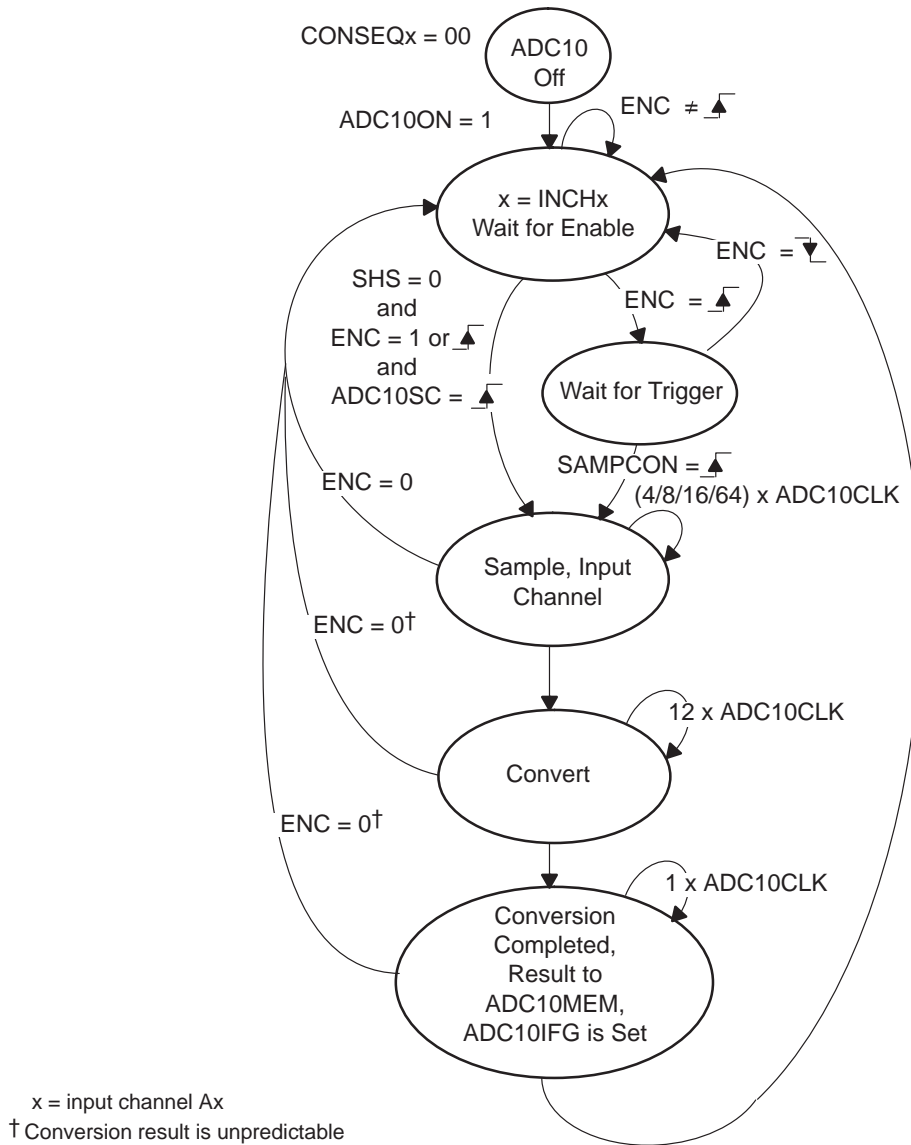 CONSEQx = 00
ADC10
Off
ADC10ON = 1
ENC ≠
x = INCHx
Wait for Enable
ENC =
SHS = 0
and
ENC = 1 or
and
ADC10SC =
ENC =
Wait for Trigger
SAMPCON =
(4/8/16/64) x ADC10CLK
ENC = 0
Sample, Input
Channel
ENC = 0†
12 x ADC10CLK
Convert
ENC = 0†
1 x ADC10CLK
Conversion
Completed,
Result to
ADC10MEM,
ADC10IFG is Set
x = input channel Ax
† Conversion result is unpredictable